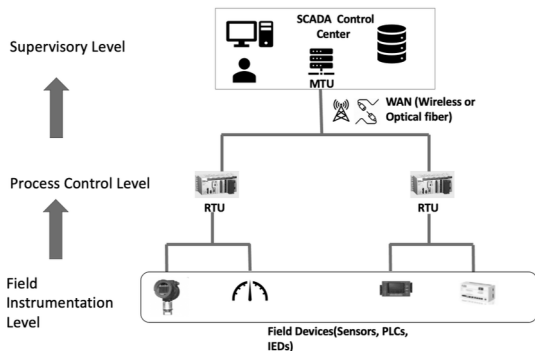 SCADA Control
Center
Supervisory Level
MTU
WAN (Wireless or
Optical fiber)
Process Control Level
RTU
RTU
Field
Instrumentation
Level
Field Devices(Sensors, PLCs,
IEDs)